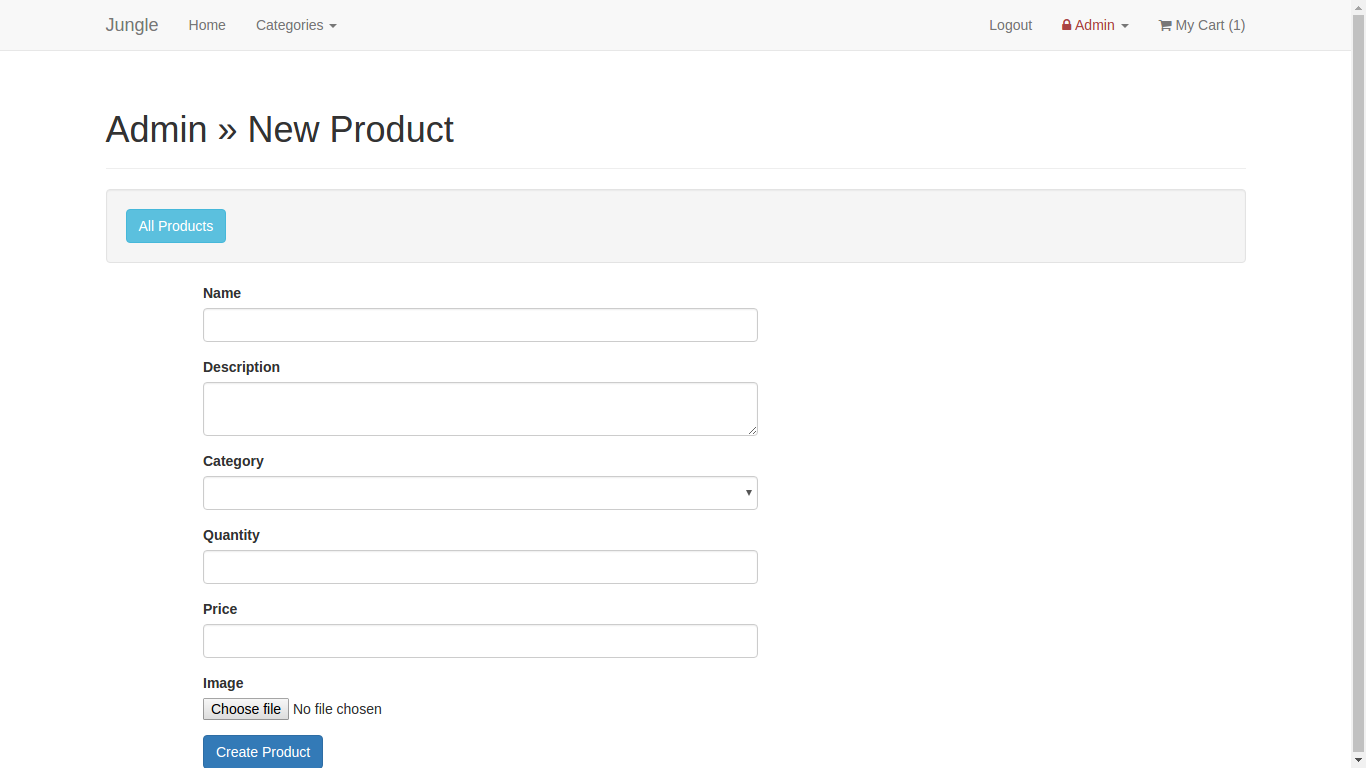 Jungle Home Categories Logout Admin My Cart (1)
Admin » New Product
All Products
Name
Description
Category
Quantity
Price
Image
Choose file No file chosen
Create Product